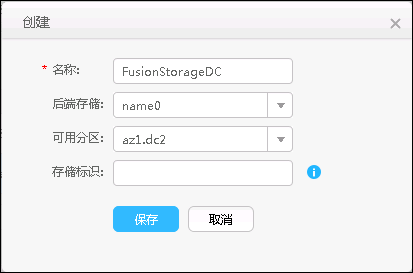 创建
* 名称: FusionStorageDC
后端存储: name0
可用分区: az1.dc2
存储标识:
保存 取消